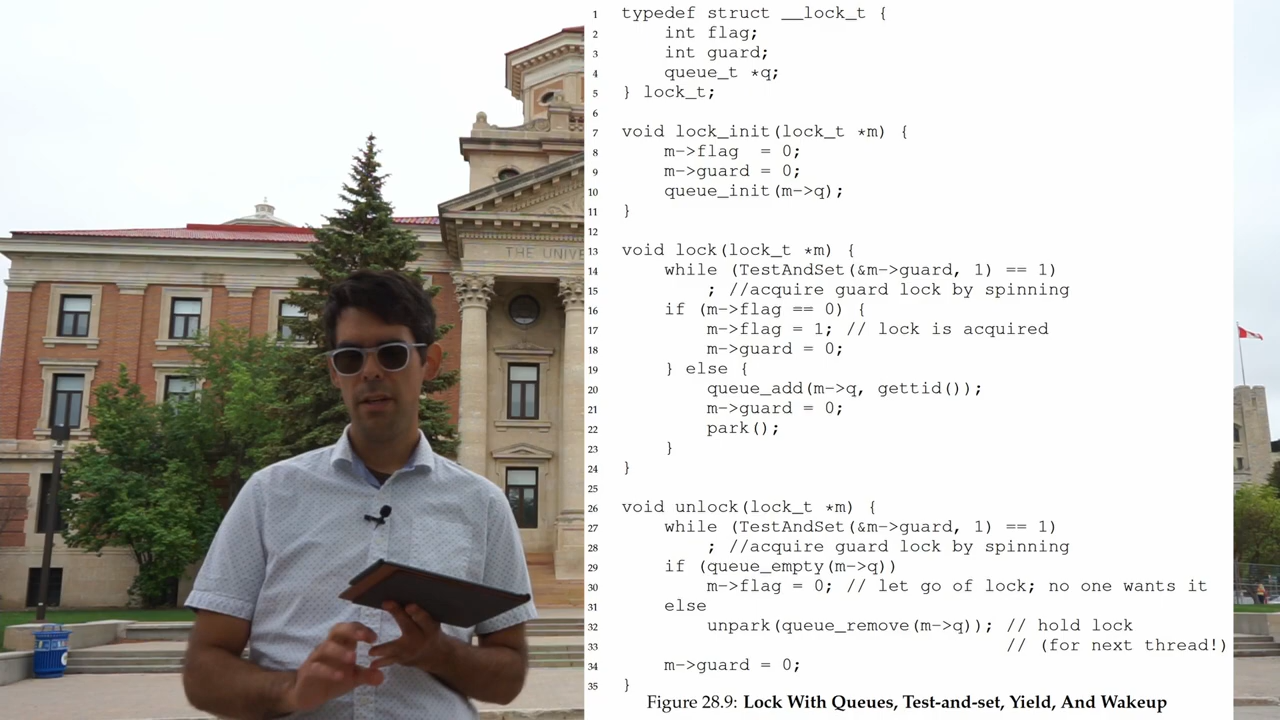 THE UNIVE
1 typedef struct __lock_t {
2 int flag;
3 int guard;
4 queue_t *q;
5 } lock_t;
6
7 void lock_init(lock_t *m) {
8 m->flag  = 0;
9 m->guard = 0;
10 queue_init(m->q);
11 }
12
13 void lock(lock_t *m) {
14 while (TestAndSet(&m->guard, 1) == 1)
15 ; //acquire guard lock by spinning
16 if (m->flag == 0) {
17 m->flag = 1; // lock is acquired
18 m->guard = 0;
19 } else {
20 queue_add(m->q, gettid());
21 m->guard = 0;
22 park();
23 }
24 }
25
26 void unlock(lock_t *m) {
27 while (TestAndSet(&m->guard, 1) == 1)
28 ; //acquire guard lock by spinning
29 if (queue_empty(m->q))
30 m->flag = 0; // let go of lock; no one wants it
31 else
32 unpark(queue_remove(m->q)); // hold lock
33 // (for next thread!)
34 m->guard = 0;
35 }
Figure 28.9: Lock With Queues, Test-and-set, Yield, And Wakeup